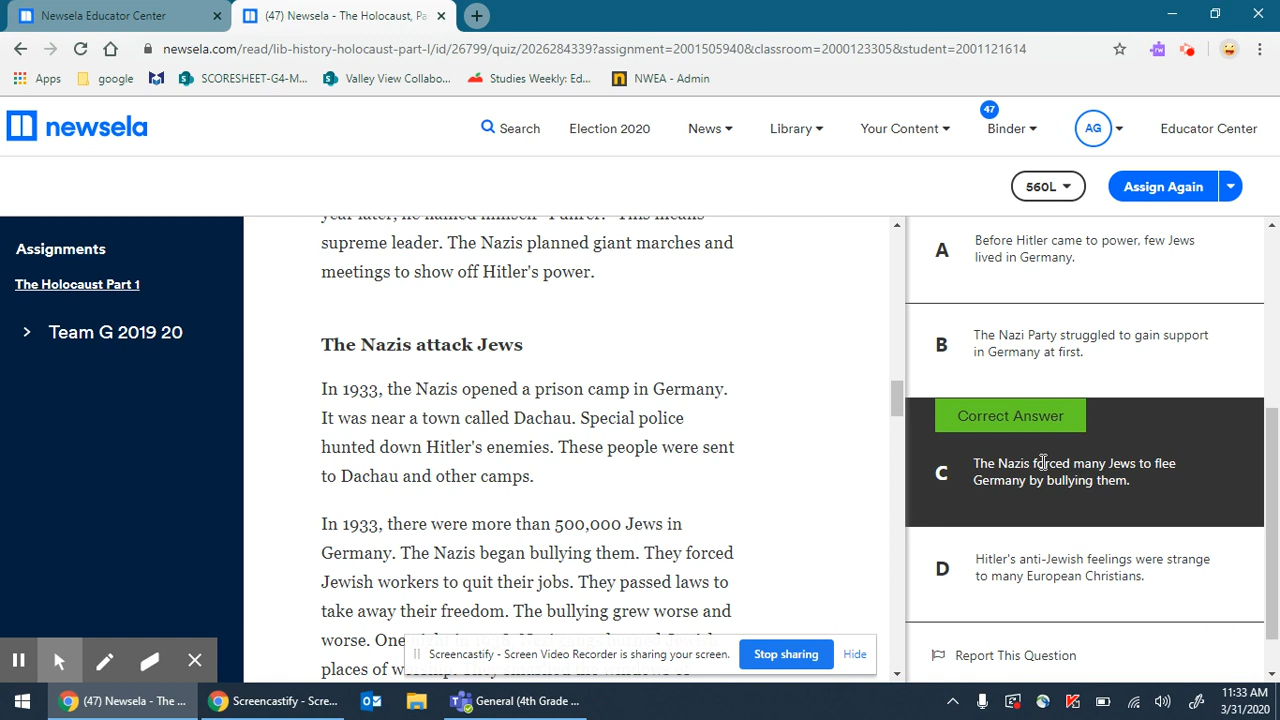 Newsela Educator Center
(47) Newsela - The Holocaust, Pa
newsela.com/read/lib-history-holocaust-part-I/id/26799/quiz/2026284339?assignment=2001505940&classroom=2000123305&student=2001121614
Apps
google
SCORESHEET-G4-M...
Valley View Collabo...
Studies Weekly: Ed...
NWEA - Admin
newsela
Search
Election 2020
News
Library
Your Content
47
Binder
AG
Educator Center
560L
Assign Again
Assignments
The Holocaust Part 1
Team G 2019 20
year later, he named himself "Führer." This means
supreme leader. The Nazis planned giant marches and
meetings to show off Hitler's power.
The Nazis attack Jews
In 1933, the Nazis opened a prison camp in Germany.
It was near a town called Dachau. Special police
hunted down Hitler's enemies. These people were sent
to Dachau and other camps.
In 1933, there were more than 500,000 Jews in
Germany. The Nazis began bullying them. They forced
Jewish workers to quit their jobs. They passed laws to
take away their freedom. The bullying grew worse and
worse. One
places of
A
Before Hitler came to power, few Jews
lived in Germany.
B
The Nazi Party struggled to gain support
in Germany at first.
Correct Answer
C
The Nazis forced many Jews to flee
Germany by bullying them.
D
Hitler's anti-Jewish feelings were strange
to many European Christians.
Report This Question
Screencastify - Screen Video Recorder is sharing your screen.
Stop sharing
Hide
(47) Newsela - The ...
Screencastify - Scre...
General (4th Grade ...
11:33 AM
3/31/2020